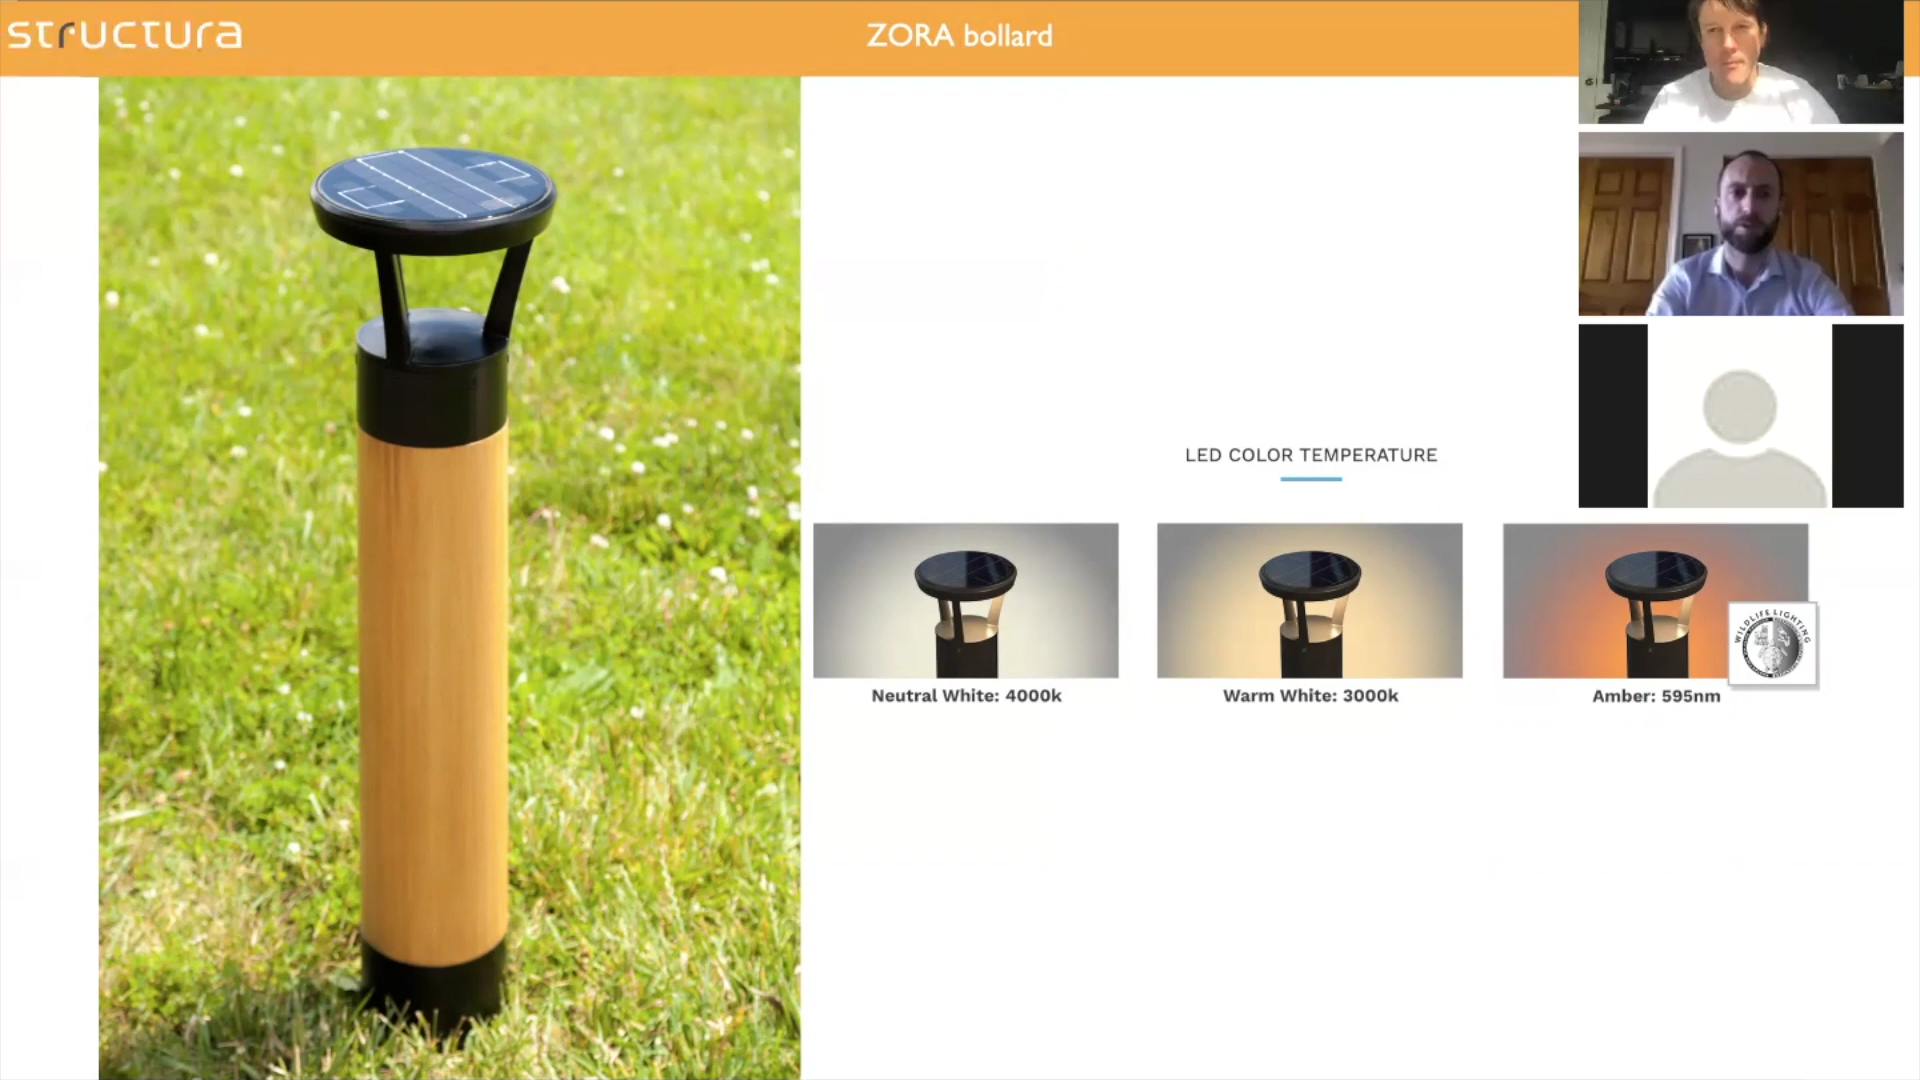 structura
ZORA bollard
LED COLOR TEMPERATURE
Neutral White: 4000k
Warm White: 3000k
Amber: 595nm
WILDLIFE LIGHTING